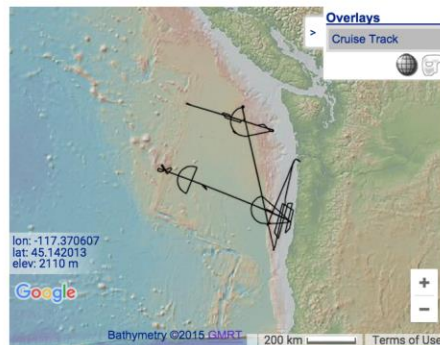 Overlays
>
Cruise Track
lon: -117.370607
lat: 45.142013
elev: 2110 m
Google
+
−
Bathymetry ©2015 GMRT
200 km
Terms of Use